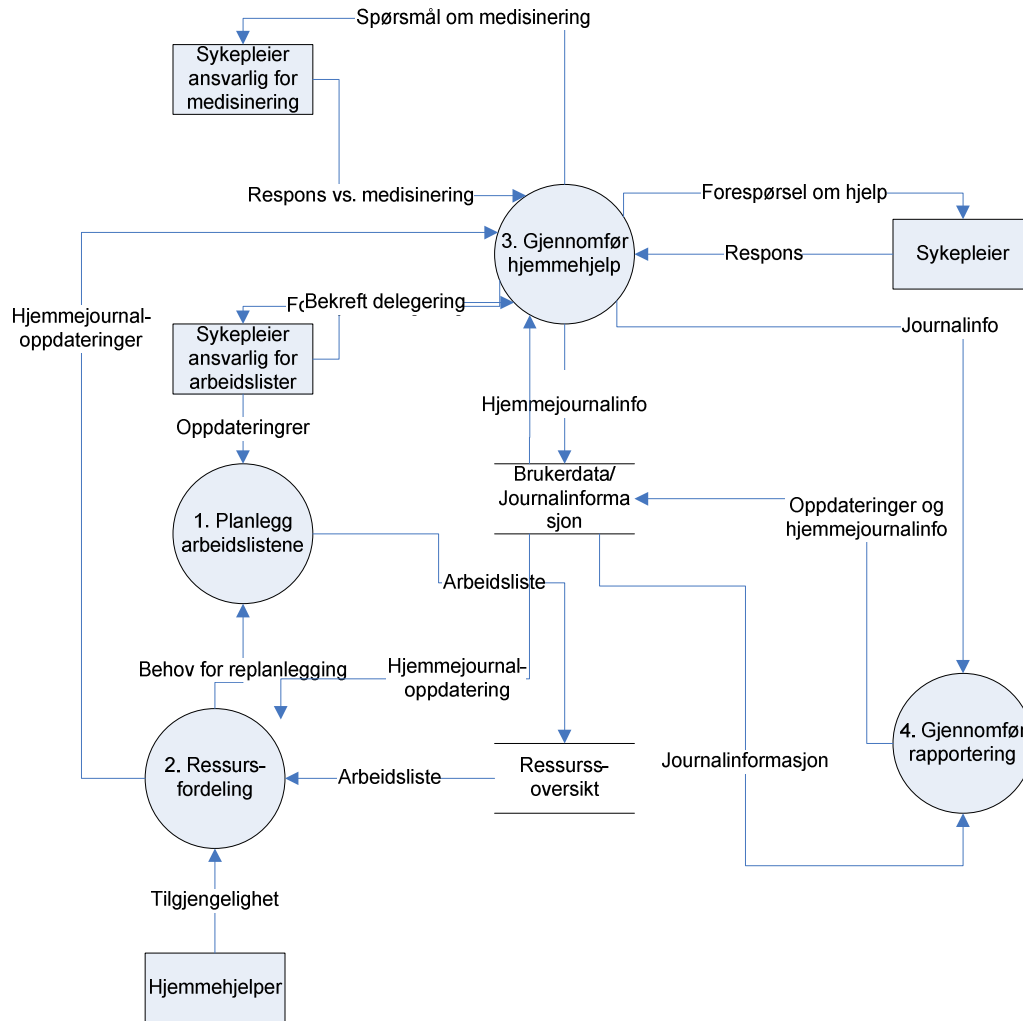 Spørsmål om medisinering
Sykepleier
ansvarlig for
medisinering
Respons vs. medisinering
Forespørsel om hjelp
3. Gjennomfør
hjemmehjelp
Respons
Sykepleier
Hjemmejournal-
oppdateringer
Bekreft delegering
Journalinfo
Sykepleier
ansvarlig for
arbeidslister
Hjemmejournalinfo
Oppdateringrer
Brukerdata/
Journalinforma
sjon
Oppdateringer og
hjemmejournalinfo
1. Planlegg
arbeidslistene
Arbeidsliste
Behov for replanlegging
Hjemmejournal-
oppdatering
4. Gjennomfør
rapportering
2. Ressurs-
fordeling
Arbeidsliste
Ressurss-
oversikt
Journalinformasjon
Tilgjengelighet
Hjemmehjelper